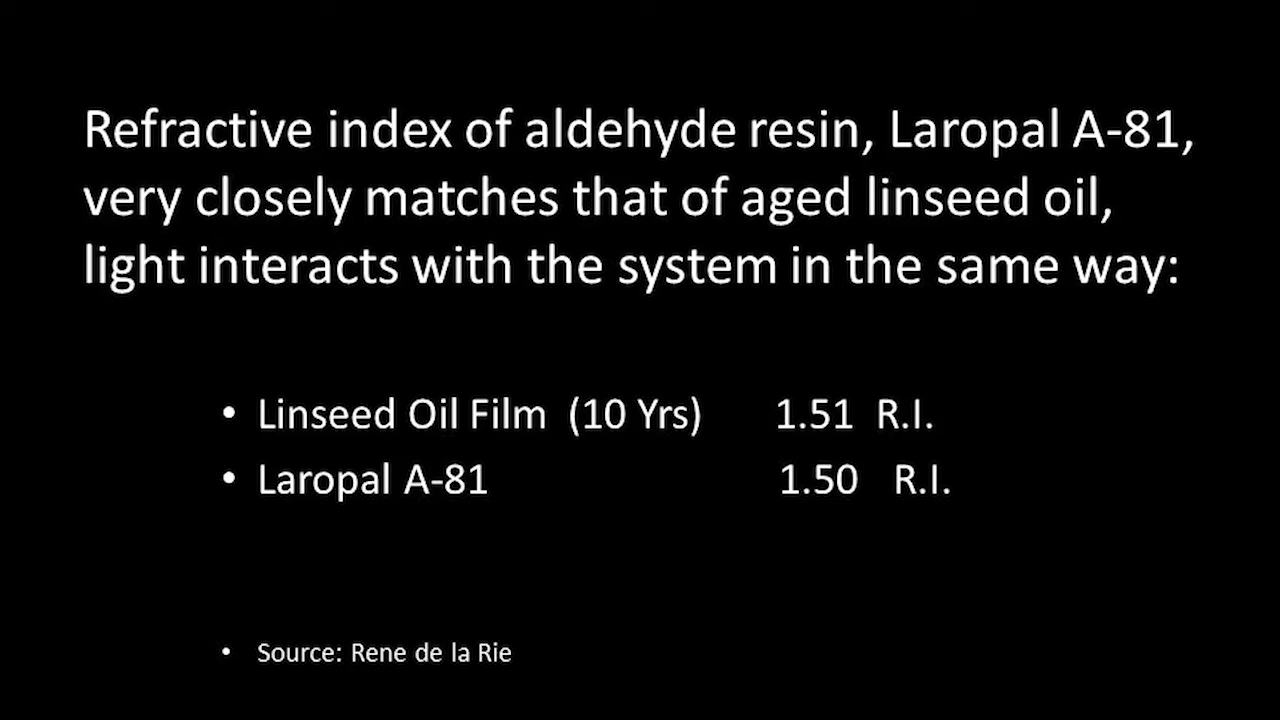 Refractive index of aldehyde resin, Laropal A-81,
very closely matches that of aged linseed oil,
light interacts with the system in the same way:
• Linseed Oil Film (10 Yrs) 1.51 R.I.
• Laropal A-81 1.50 R.I.
• Source: Rene de la Rie